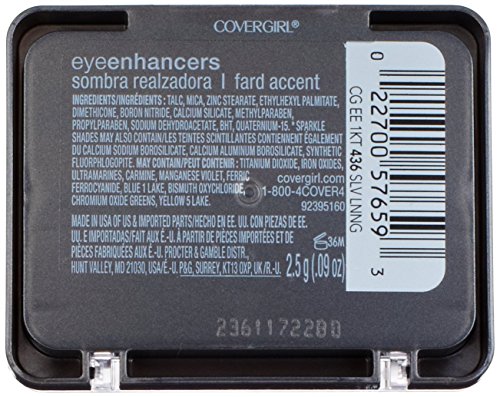 COVERGIRL®
eyeenhancers
sombra realzadora | fard accent
INGREDIENTS/INGREDIENTS: TALC, MICA, ZINC STEARATE, ETHYLHEXYL PALMITATE,
DIMETHICONE, BORON NITRIDE, CALCIUM SILICATE, METHYLPARABEN,
PROPYLPARABEN, SODIUM DEHYDROACETATE, BHT, QUATERNIUM-15. *SPARKLE
SHADES MAY ALSO CONTAIN/LES TEINTES ÉTINCELANTES CONTIENNENT ÉGALEMENT
DU CALCIUM SODIUM BOROSILICATE, CALCIUM ALUMINUM BOROSILICATE, SYNTHETIC
FLUORPHLOGOPITE. MAY CONTAIN/PEUT CONTENIR : TITANIUM DIOXIDE, IRON OXIDES,
ULTRAMARINES, CARMINE, MANGANESE VIOLET, FERRIC
FERROCYANIDE, BLUE 1 LAKE, BISMUTH OXYCHLORIDE,
CHROMIUM OXIDE GREENS, YELLOW 5 LAKE.
covergirl.com
1-800-4COVER4
92395160
MADE IN USA OF US & IMPORTED PARTS/HECHO EN EE. UU. CON PIEZAS DE EE.
UU. E IMPORTADAS/FAIT AUX É.-U. À PARTIR DE PIÈCES IMPORTÉES ET DE
PIÈCES FABRIQUÉES AUX É.-U. PROCTER & GAMBLE DISTR.,
HUNT VALLEY, MD 21030, USA/É.-U. P&G, SURREY, KT13 0XP, UK /R.-U.
36M
2.5 g (.09 oz)
CG EE 1KT 436 SLV LNNG
0 22700 57659 3
2361172200